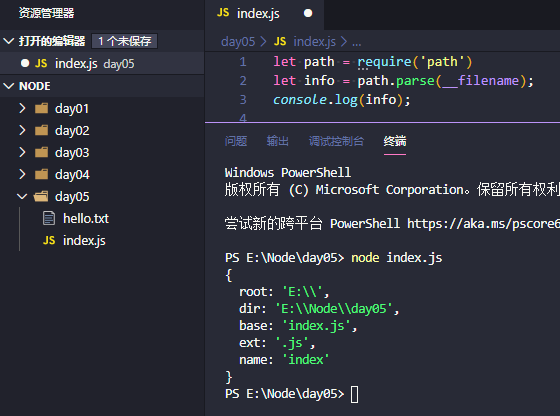 资源管理器
打开的编辑器 1 个未保存
JS index.js day05
NODE
day01
day02
day03
day04
day05
hello.txt
JS index.js
JS index.js
day05 > JS index.js > ...
1 let path = require('path')
2 let info = path.parse(__filename);
3 console.log(info);
4
问题 输出 调试控制台 终端
Windows PowerShell
版权所有 (C) Microsoft Corporation。保留所有权利
尝试新的跨平台 PowerShell https://aka.ms/pscore6
PS E:\Node\day05> node index.js
{
  root: 'E:\\',
  dir: 'E:\\Node\\day05',
  base: 'index.js',
  ext: '.js',
  name: 'index'
}
PS E:\Node\day05>